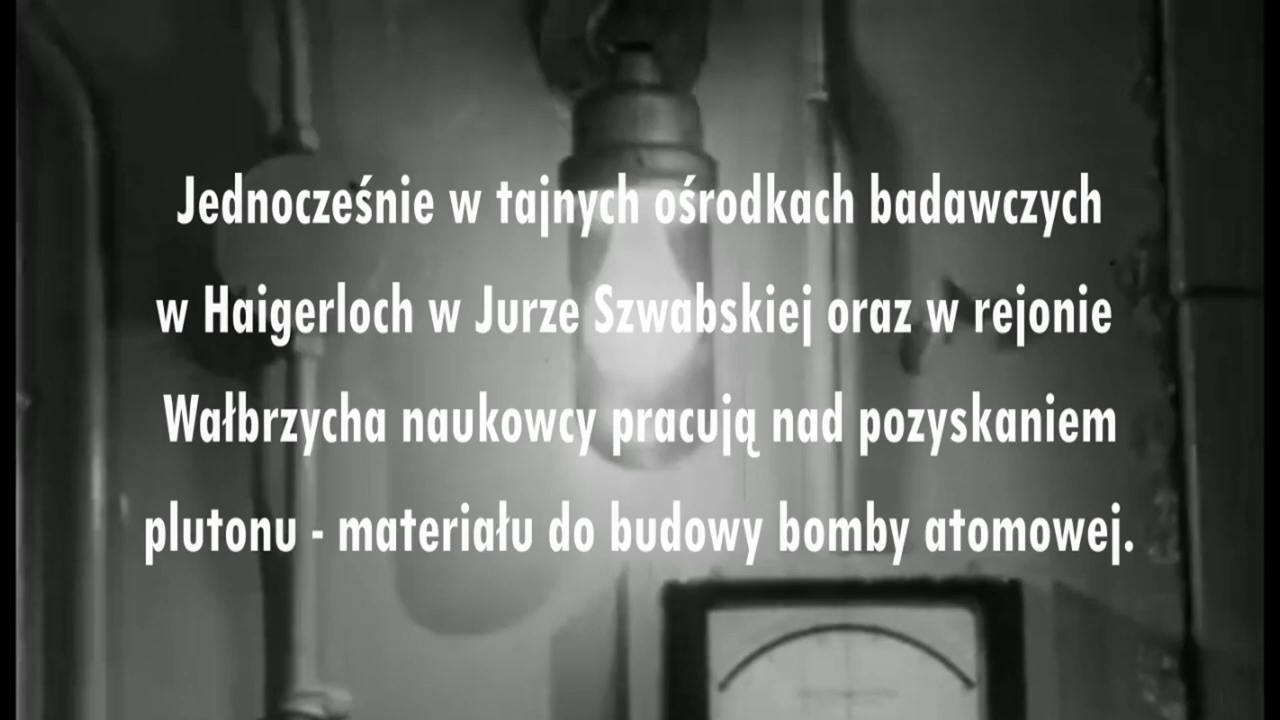 Jednocześnie w tajnych ośrodkach badawczych
w Haigerloch w Jurze Szwabskiej oraz w rejonie
Wałbrzycha naukowcy pracują nad pozyskaniem
plutonu - materiału do budowy bomby atomowej.